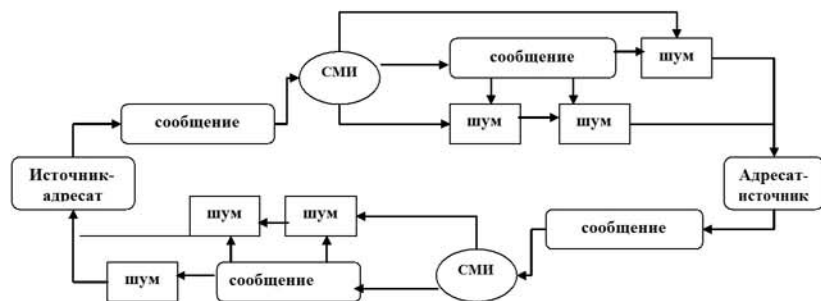 СМИ
сообщение
шум
сообщение
шум
шум
Источник-
адресат
Адресат-
источник
шум
шум
сообщение
шум
сообщение
СМИ